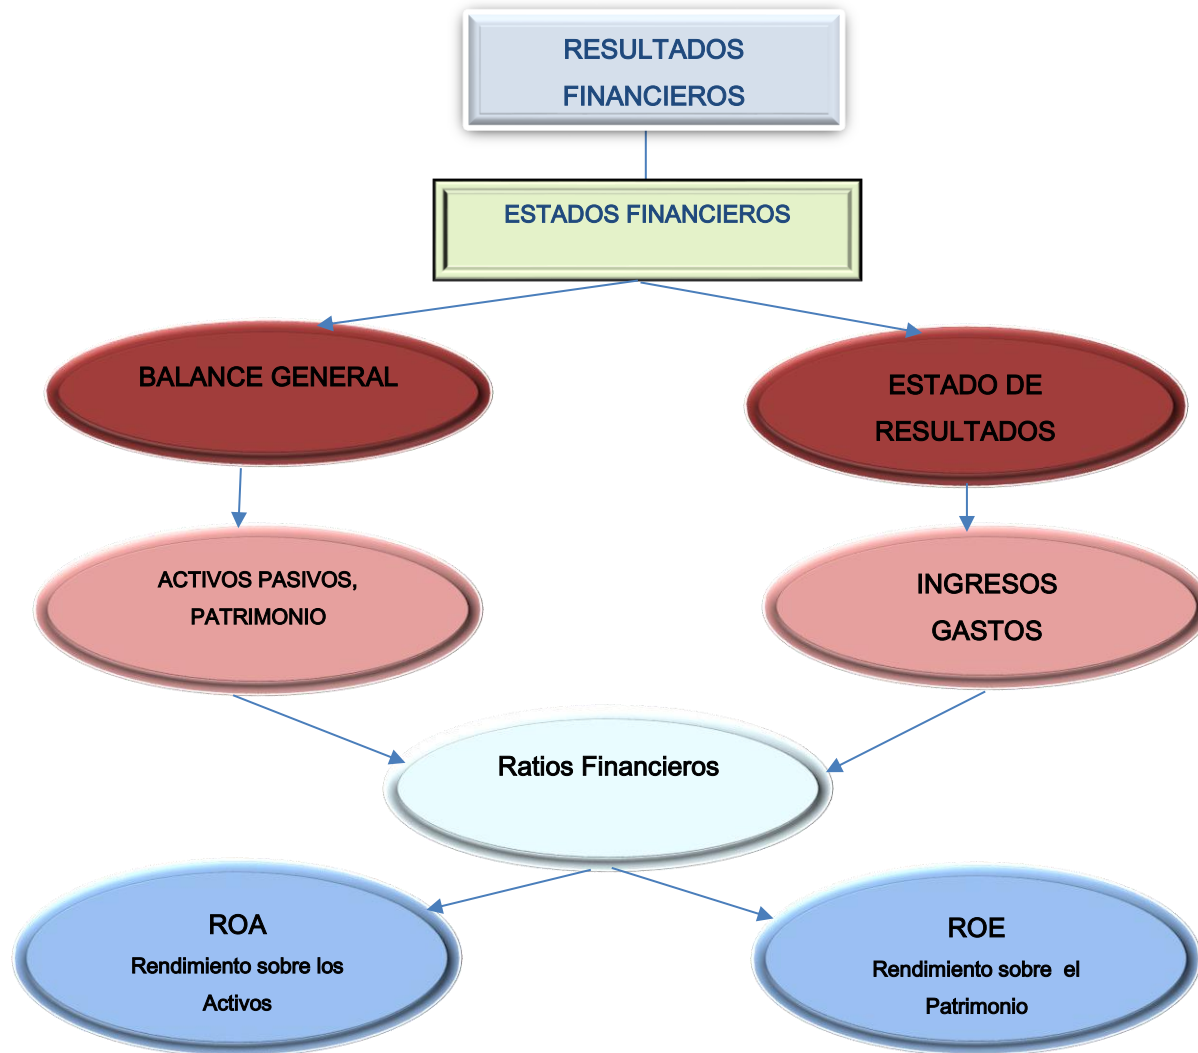 RESULTADOS
FINANCIEROS
ESTADOS FINANCIEROS
BALANCE GENERAL
ESTADO DE
RESULTADOS
ACTIVOS PASIVOS,
PATRIMONIO
INGRESOS
GASTOS
Ratios Financieros
ROA
Rendimiento sobre los
Activos
ROE
Rendimiento sobre el
Patrimonio